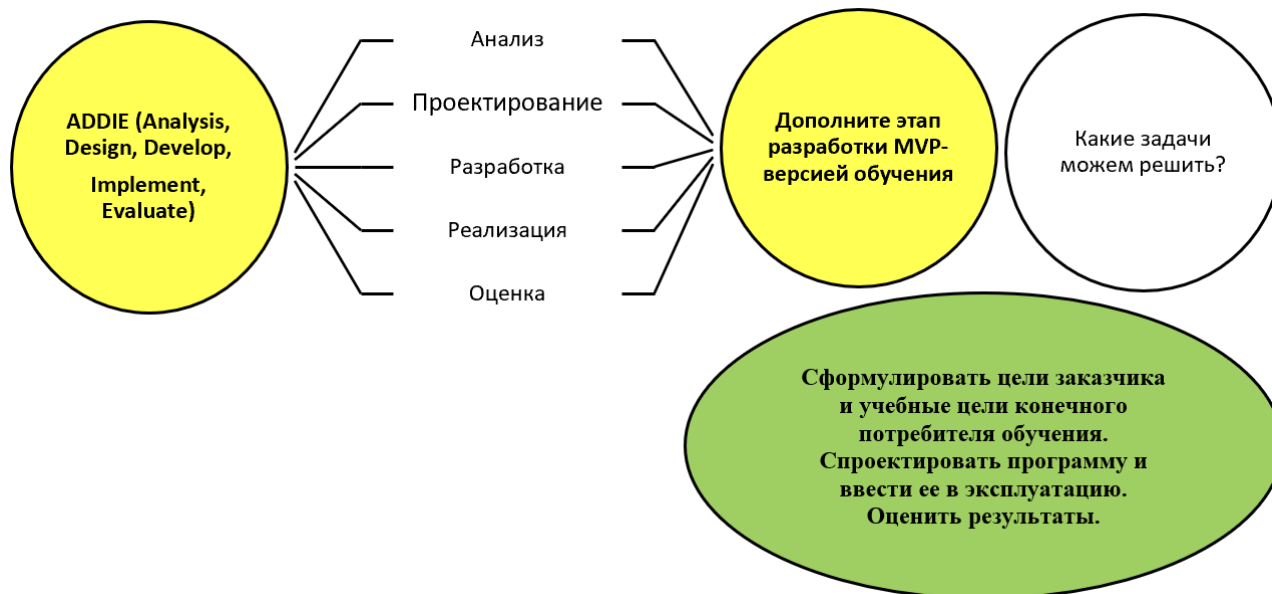 ADDIE (Analysis,
Design, Develop,
Implement,
Evaluate)
Анализ
Проектирование
Разработка
Реализация
Оценка
Дополните этап
разработки MVP-
версией обучения
Какие задачи
можем решить?
Сформулировать цели заказчика
и учебные цели конечного
потребителя обучения.
Спроектировать программу и
ввести ее в эксплуатацию.
Оценить результаты.